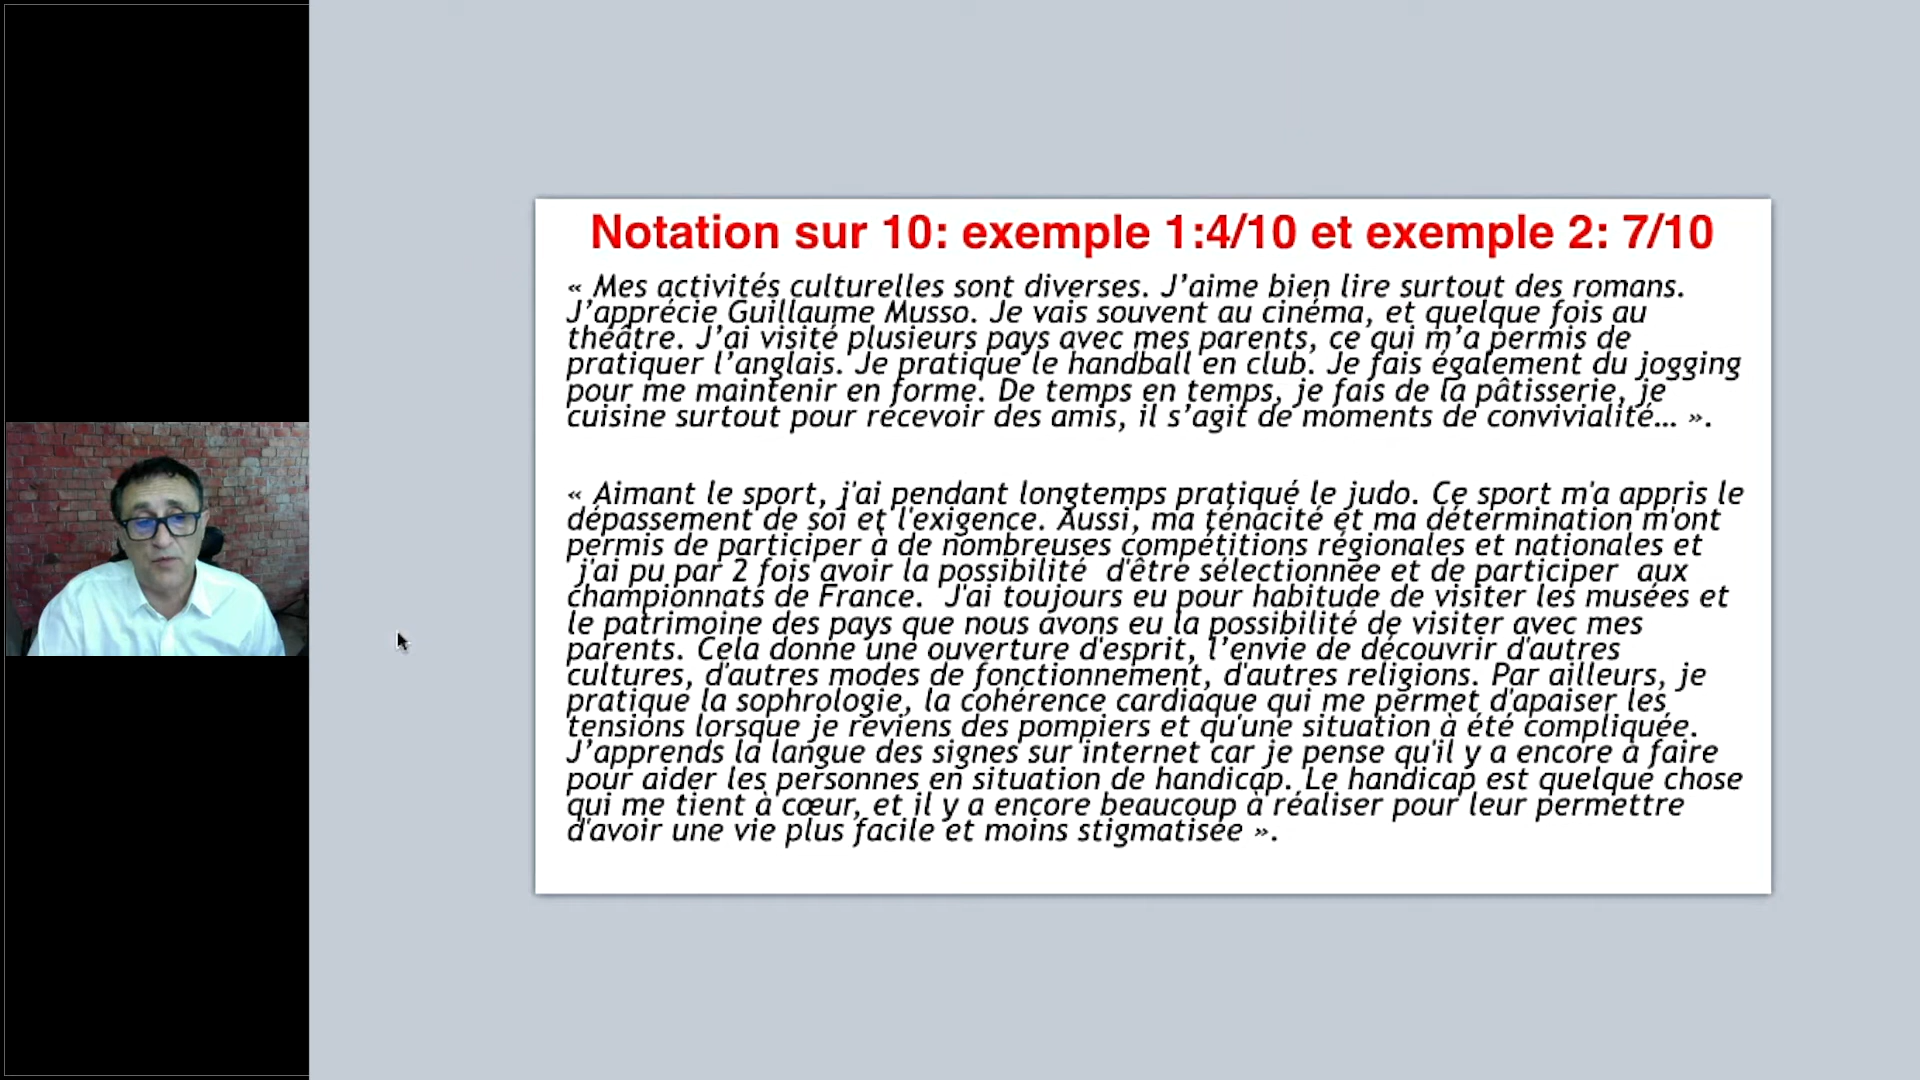 Notation sur 10: exemple 1:4/10 et exemple 2: 7/10
« Mes activités culturelles sont diverses. J’aime bien lire surtout des romans.
J’apprécie Guillaume Musso. Je vais souvent au cinéma, et quelque fois au
théâtre. J’ai visité plusieurs pays avec mes parents, ce qui m’a permis de
pratiquer l’anglais. Je pratique le handball en club. Je fais également du jogging
pour me maintenir en forme. De temps en temps, je fais de la pâtisserie, je
cuisine surtout pour recevoir des amis, il s’agit de moments de convivialité… ».
« Aimant le sport, j'ai pendant longtemps pratiqué le judo. Ce sport m'a appris le
dépassement de soi et l'exigence. Aussi, ma ténacité et ma détermination m'ont
permis de participer à de nombreuses compétitions régionales et nationales et
j'ai pu par 2 fois avoir la possibilité d'être sélectionnée et de participer aux
championnats de France. J'ai toujours eu pour habitude de visiter les musées et
le patrimoine des pays que nous avons eu la possibilité de visiter avec mes
parents. Cela donne une ouverture d'esprit, l’envie de découvrir d'autres
cultures, d'autres modes de fonctionnement, d'autres religions. Par ailleurs, je
pratique la sophrologie, la cohérence cardiaque qui me permet d'apaiser les
tensions lorsque je reviens des pompiers et qu'une situation à été compliquée.
J’apprends la langue des signes sur internet car je pense qu'il y a encore à faire
pour aider les personnes en situation de handicap. Le handicap est quelque chose
qui me tient à cœur, et il y a encore beaucoup à réaliser pour leur permettre
d'avoir une vie plus facile et moins stigmatisée ».